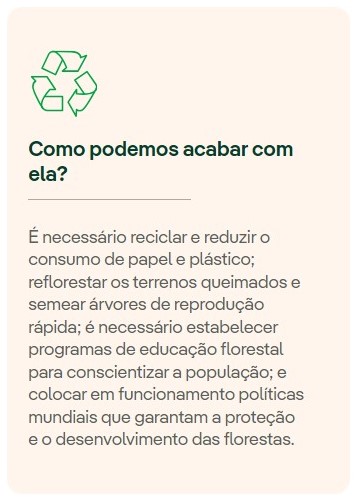 Como podemos acabar com
ela?
É necessário reciclar e reduzir o
consumo de papel e plástico;
reflorestar os terrenos queimados e
semear árvores de reprodução
rápida; é necessário estabelecer
programas de educação florestal
para conscientizar a população; e
colocar em funcionamento políticas
mundiais que garantam a proteção
e o desenvolvimento das florestas.